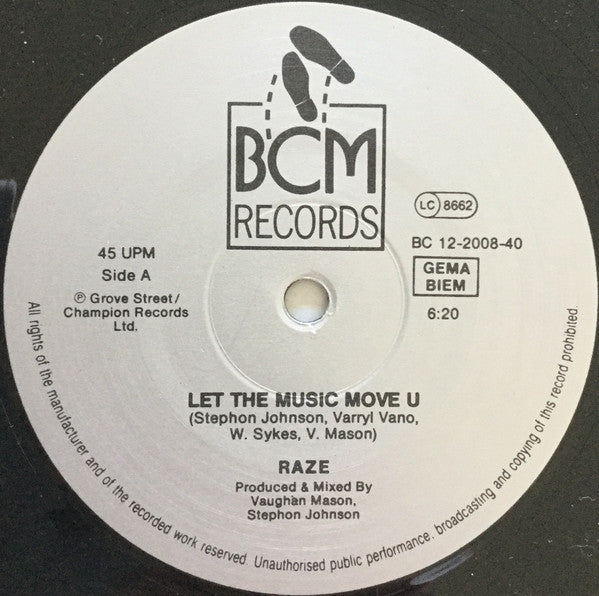 BCM
RECORDS
45 UPM
Side A
℗ Grove Street/
Champion Records
Ltd.
LC 8662
BC 12-2008-40
GEMA
BIEM
6:20
LET THE MUSIC MOVE U
(Stephon Johnson, Varryl Vano,
W. Sykes, V. Mason)
RAZE
Produced & Mixed By
Vaughan Mason,
Stephon Johnson
All rights of the manufacturer and of the recorded work reserved. Unauthorised public performance, broadcasting and copying of this record prohibited.